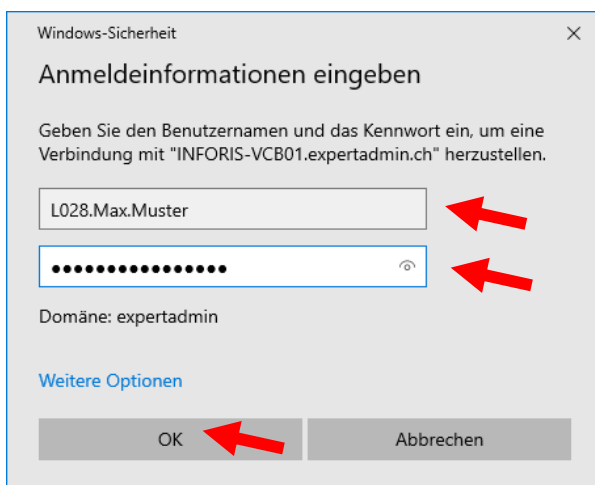 Windows-Sicherheit
Anmeldeinformationen eingeben
Geben Sie den Benutzernamen und das Kennwort ein, um eine
Verbindung mit "INFORIS-VCB01.expertadmin.ch" herzustellen.
L028.Max.Muster
●●●●●●●●●●●●●●●●
Domäne: expertadmin
Weitere Optionen
OK
Abbrechen